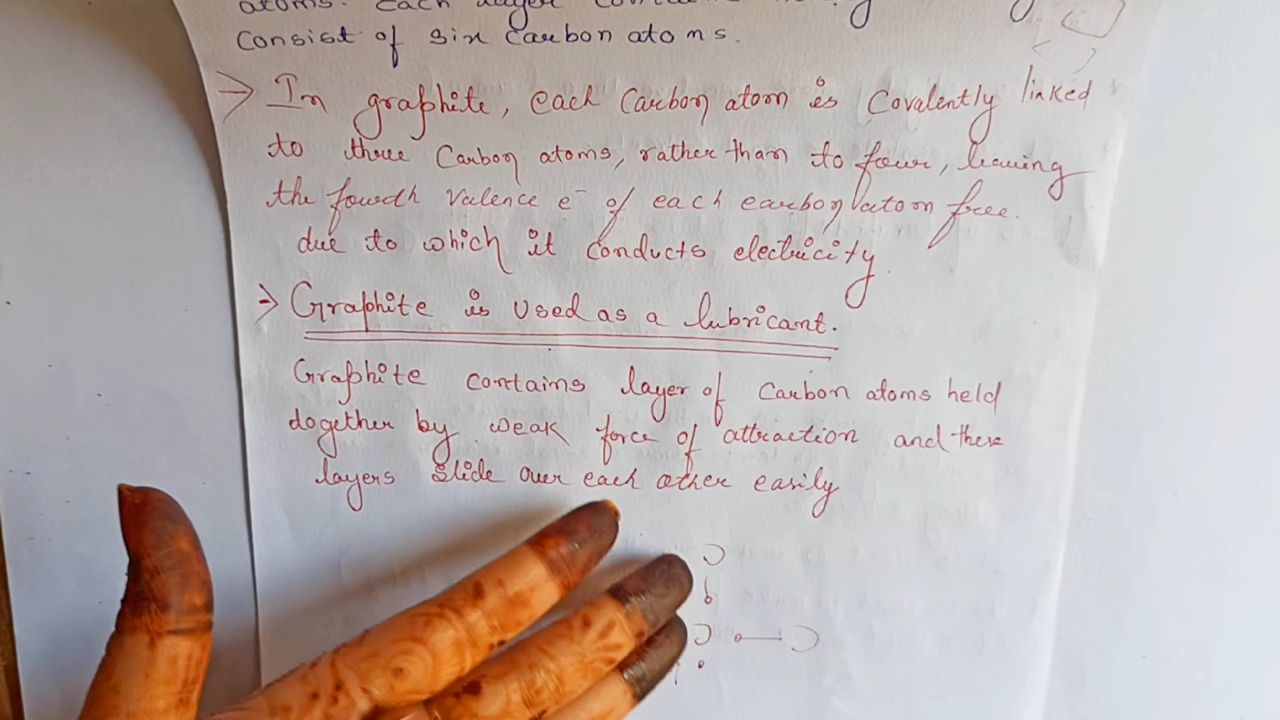 atoms. Each layer
Consist of six Carbon atoms.
→ In graphite, each Carbon atom is Covalently linked
to three Carbon atoms, rather than to four, leaving
the fourth valence e⁻ of each carbon atom free.
due to which it conducts electricity.
→ Graphite is used as a lubricant.
Graphite contains layer of Carbon atoms held
together by weak force of attraction and these
layers slide over each other easily
C
C C